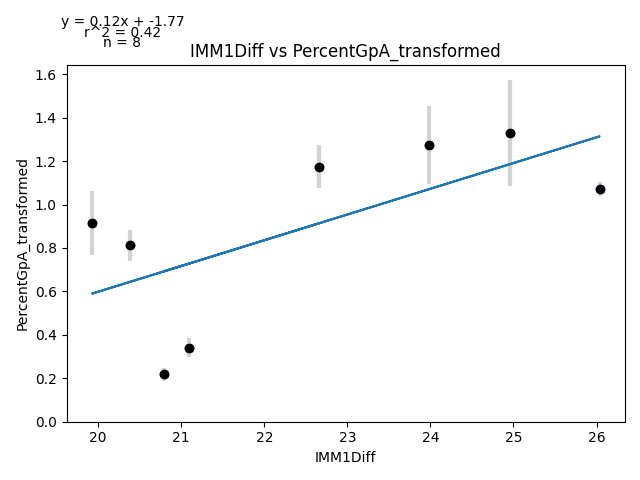 y = 0.12x + -1.77
r^2 = 0.42
n = 8
IMM1Diff vs PercentGpA_transformed
1.6
1.4
1.2
1.0
0.8
0.6
0.4
0.2
0.0
PercentGpA_transformed
20 21 22 23 24 25 26
IMM1Diff